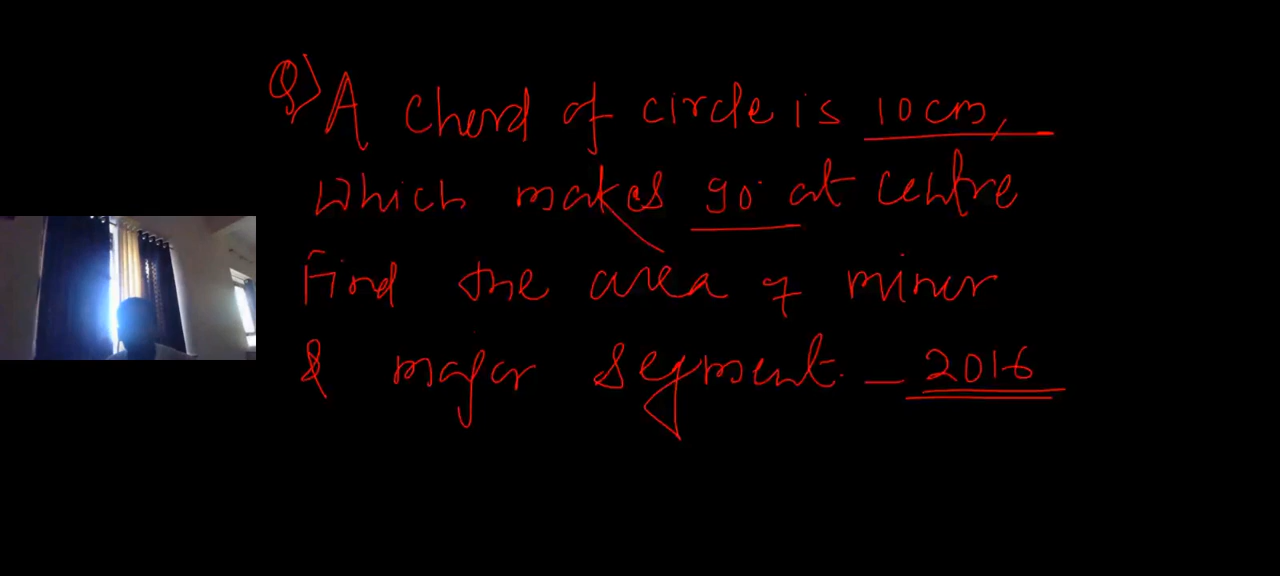 Q) A chord of circle is 10cm,
which makes 90° at centre
Find the area of minor
& major segment. - 2016